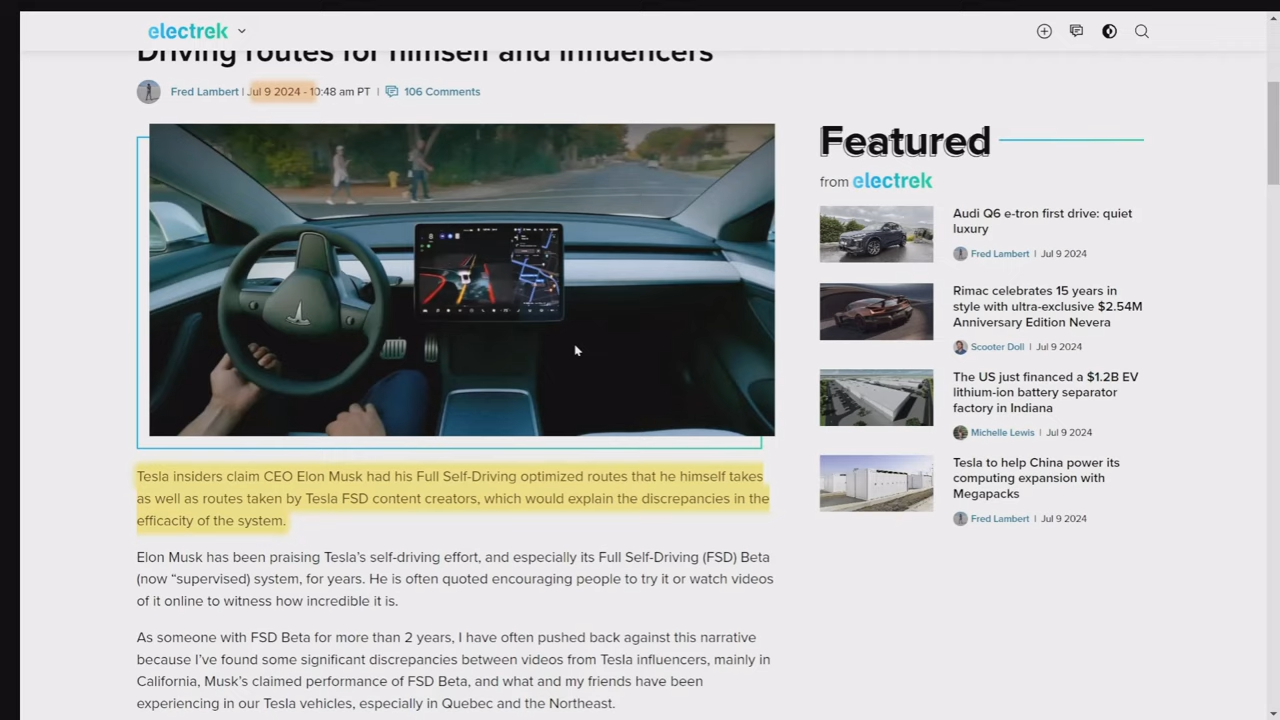 electrek
Driving routes for himself and influencers
Fred Lambert | Jul 9 2024 - 10:48 am PT | 106 Comments
Featured
from electrek
Audi Q6 e-tron first drive: quiet
luxury
Fred Lambert | Jul 9 2024
Rimac celebrates 15 years in
style with ultra-exclusive $2.54M
Anniversary Edition Nevera
Scooter Doll | Jul 9 2024
The US just financed a $1.2B EV
lithium-ion battery separator
factory in Indiana
Michelle Lewis | Jul 9 2024
Tesla to help China power its
computing expansion with
Megapacks
Fred Lambert | Jul 9 2024
Tesla insiders claim CEO Elon Musk had his Full Self-Driving optimized routes that he himself takes
as well as routes taken by Tesla FSD content creators, which would explain the discrepancies in the
efficacity of the system.
Elon Musk has been praising Tesla’s self-driving effort, and especially its Full Self-Driving (FSD) Beta
(now “supervised) system, for years. He is often quoted encouraging people to try it or watch videos
of it online to witness how incredible it is.
As someone with FSD Beta for more than 2 years, I have often pushed back against this narrative
because I’ve found some significant discrepancies between videos from Tesla influencers, mainly in
California, Musk’s claimed performance of FSD Beta, and what and my friends have been
experiencing in our Tesla vehicles, especially in Quebec and the Northeast.